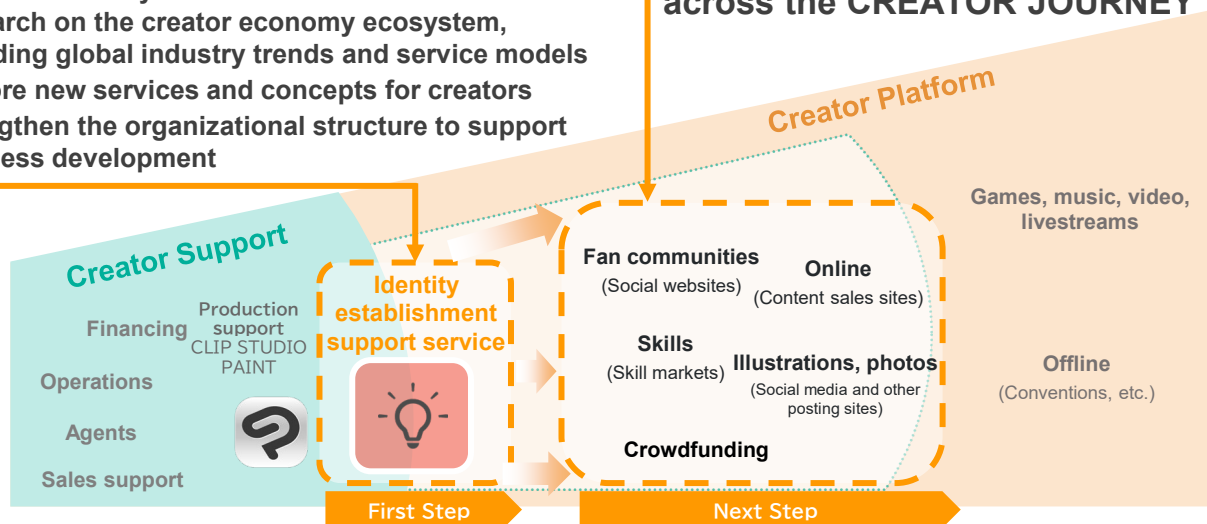 arch on the creator economy ecosystem,
ding global industry trends and service models
ore new services and concepts for creators
gthen the organizational structure to support
ess development
across the CREATOR JOURNEY
Creator Platform
Creator Support
Games, music, video,
livestreams
Fan communities
(Social websites)
Online
(Content sales sites)
Identity
establishment
support service
Financing
Production
support
CLIP STUDIO
PAINT
Skills
(Skill markets)
Illustrations, photos
(Social media and other
posting sites)
Offline
(Conventions, etc.)
Operations
Agents
Sales support
Crowdfunding
First Step
Next Step